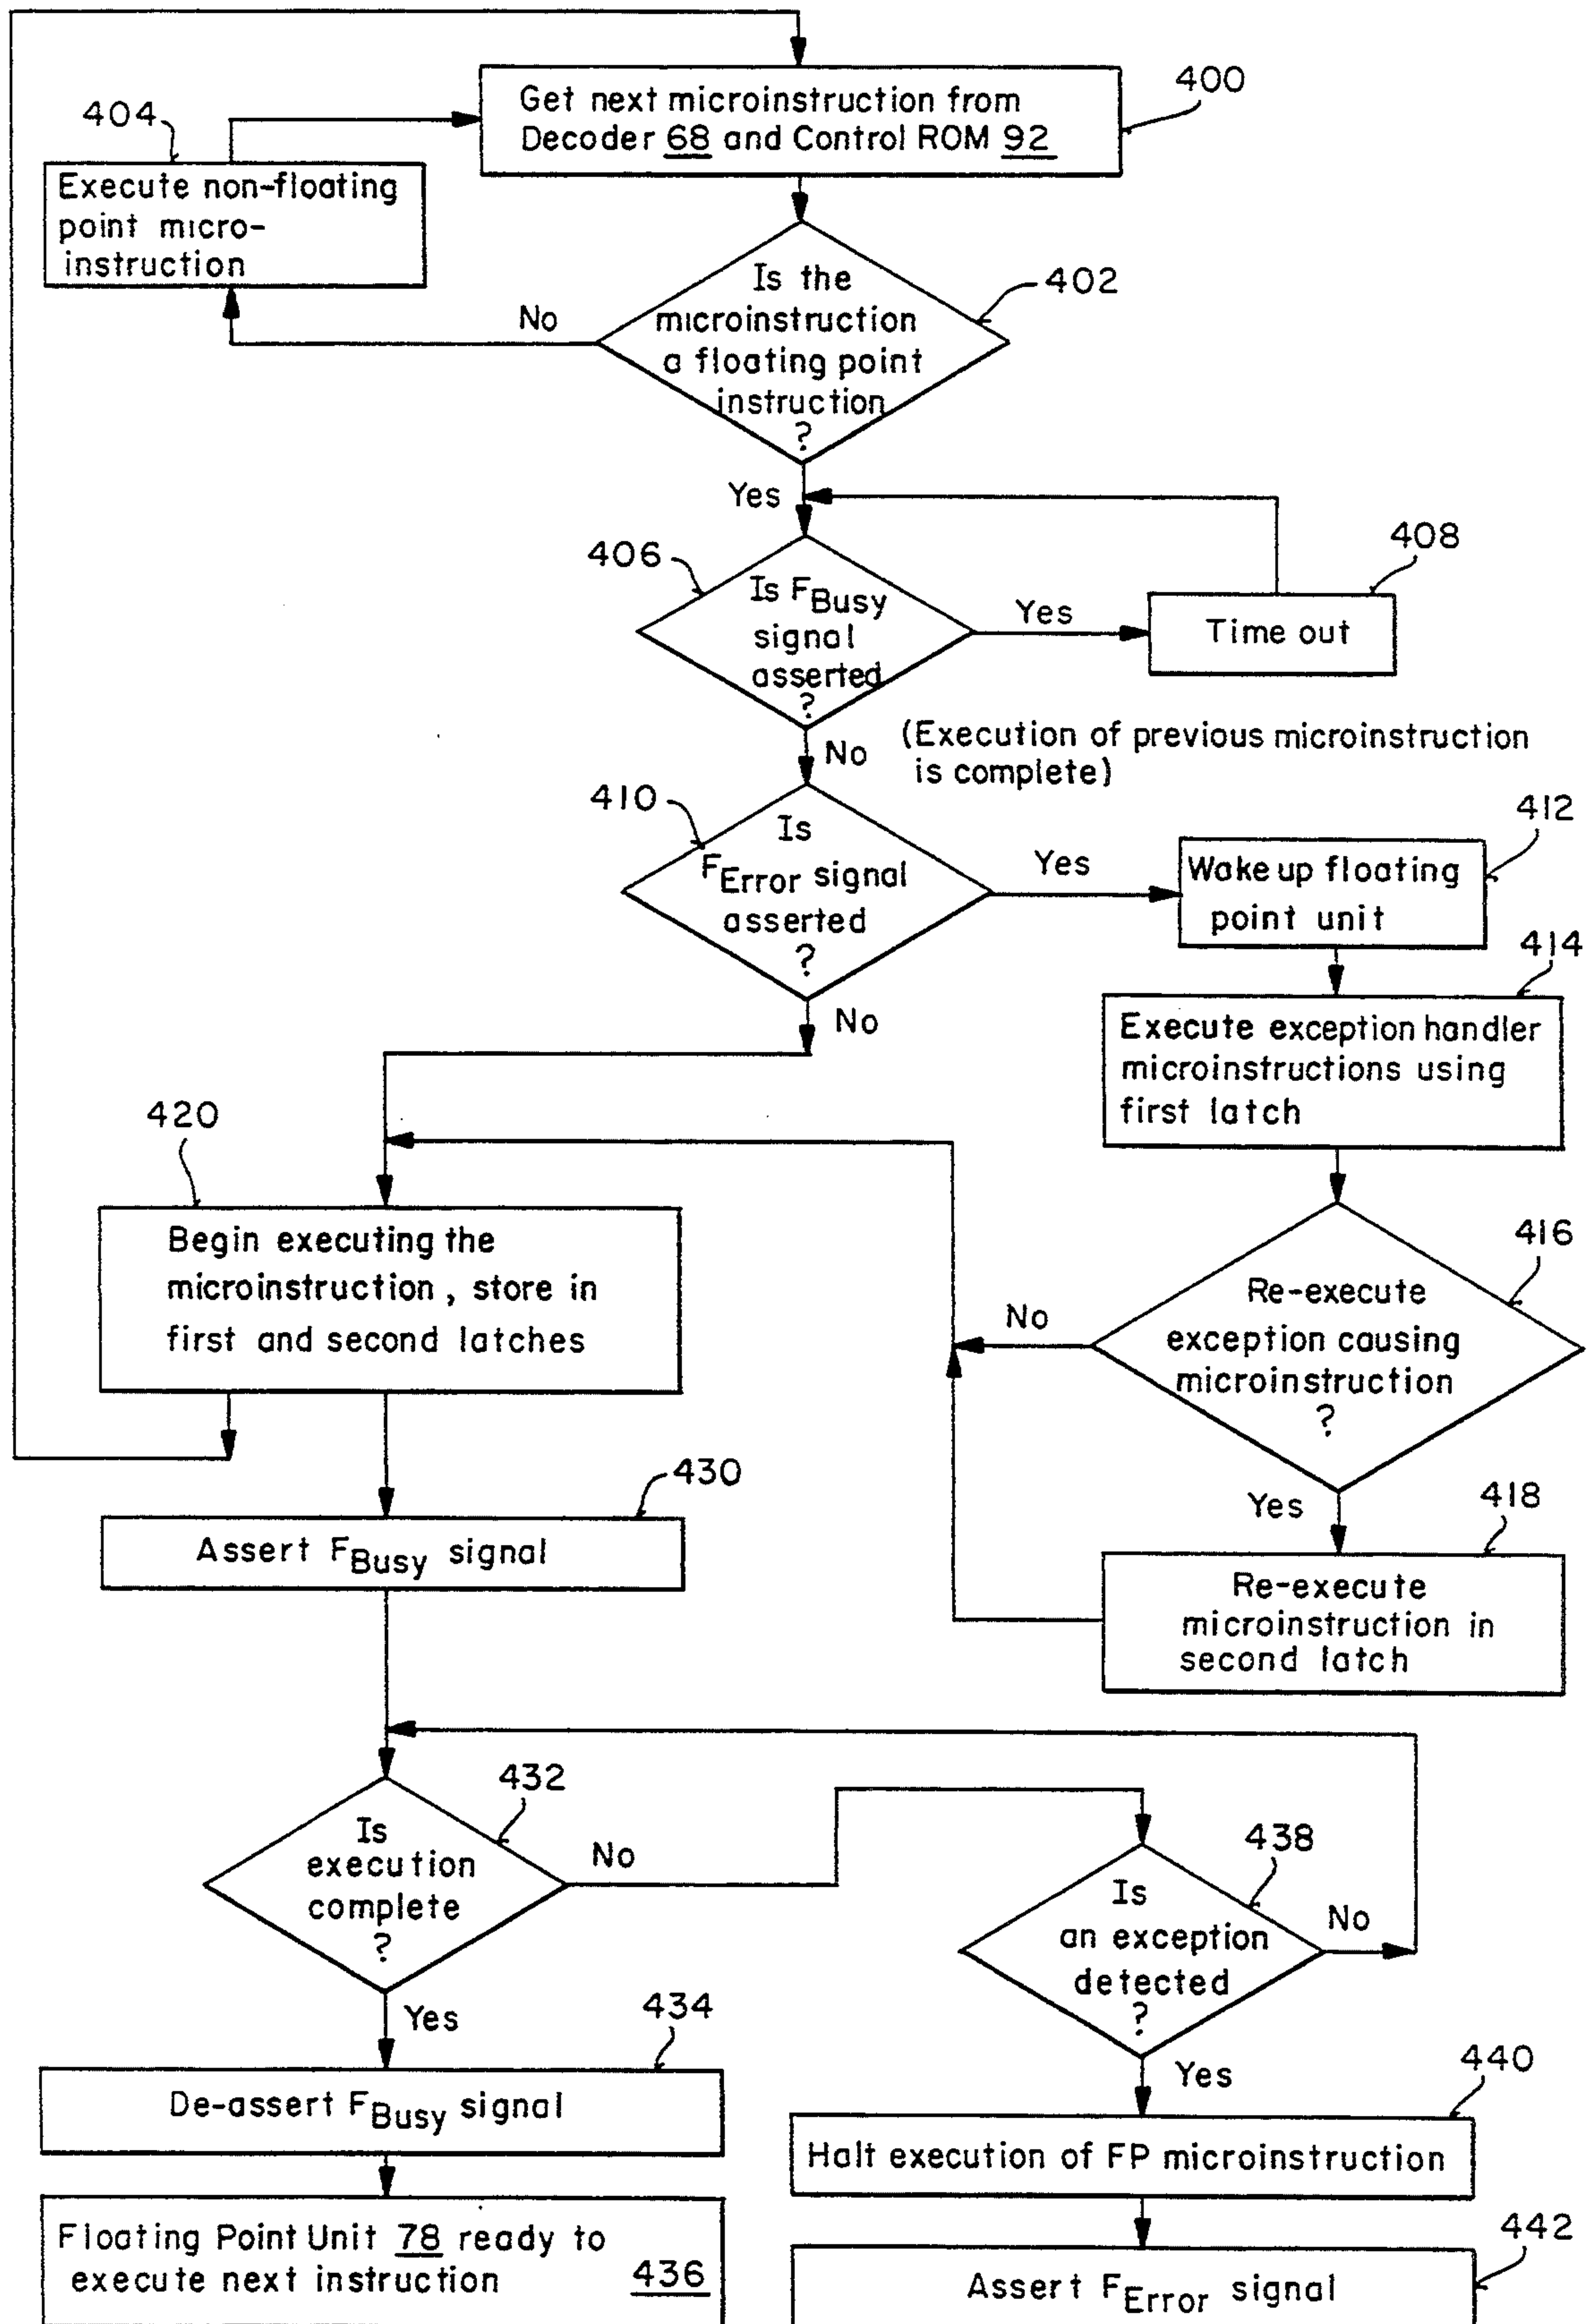 400
Get next microinstruction from
Decoder 68 and Control ROM 92
404
Execute non-floating
point micro-
instruction
402
Is the
microinstruction
a floating point
instruction
?
No
Yes
406
Is FBusy
signal
asserted
?
Yes
408
Time out
No
(Execution of previous microinstruction
is complete)
410
Is
FError signal
asserted
?
Yes
412
Wake up floating
point unit
414
Execute exception handler
microinstructions using
first latch
No
420
Begin executing the
microinstruction, store in
first and second latches
416
Re-execute
exception causing
microinstruction
?
No
Yes
418
Re-execute
microinstruction in
second latch
430
Assert FBusy signal
432
Is
execution
complete
?
No
438
Is
an exception
detected
?
No
Yes
434
De-assert FBusy signal
Yes
440
Halt execution of FP microinstruction
Floating Point Unit 78 ready to
execute next instruction 436
442
Assert FError signal